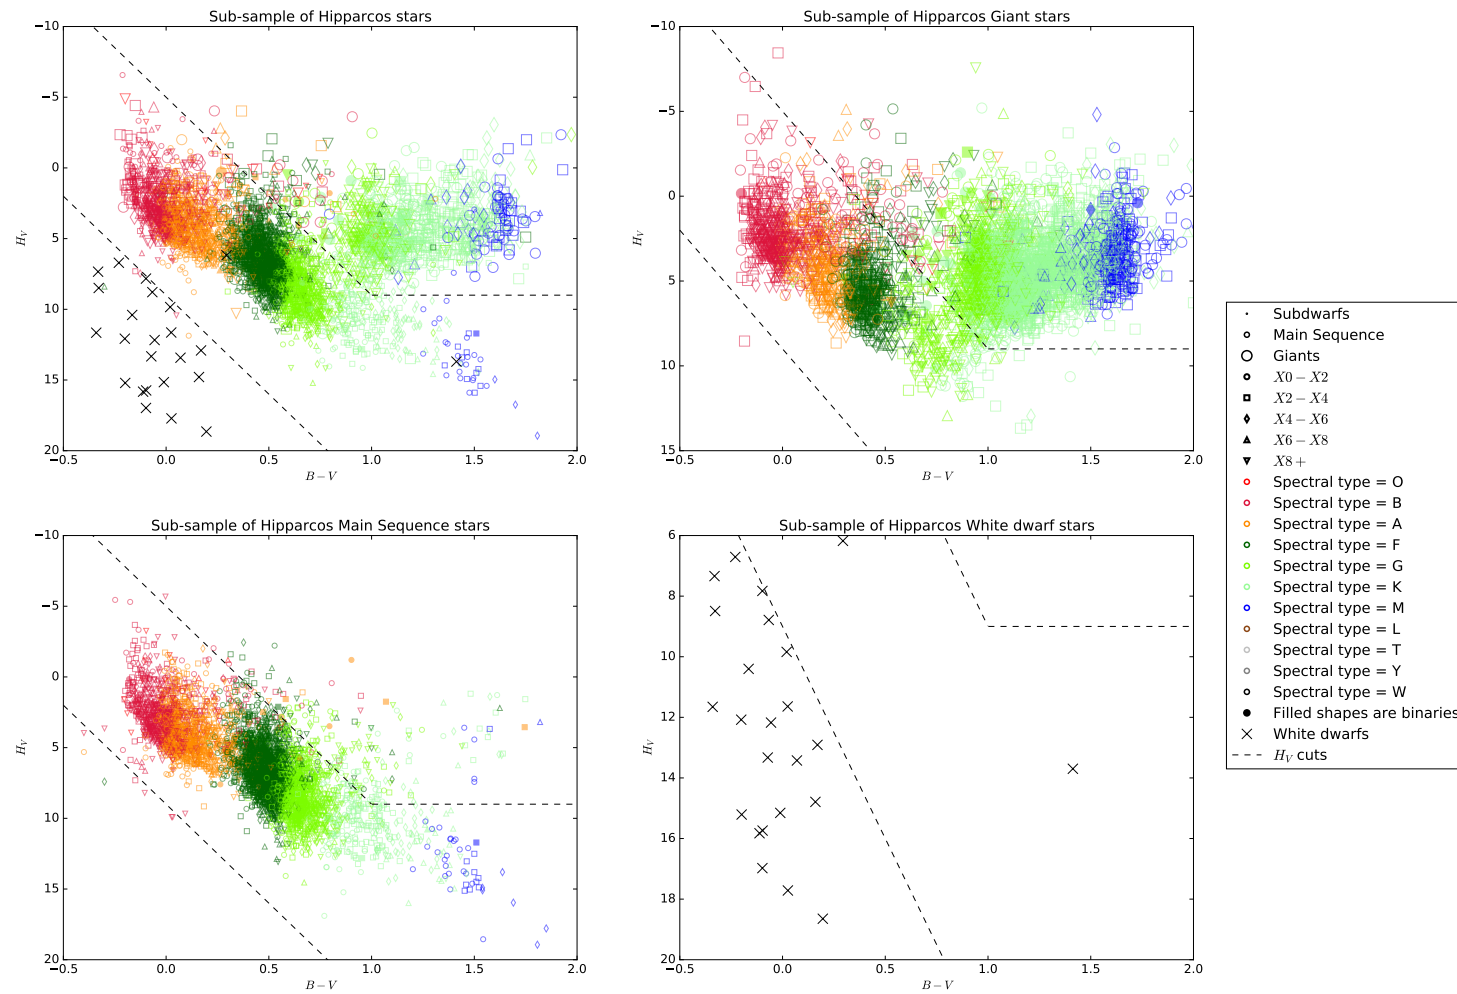 Sub-sample of Hipparcos stars
−10
−5
0
5
10
15
20
H_V
−0.5 0.0 0.5 1.0 1.5 2.0
B − V
Sub-sample of Hipparcos Giant stars
−10
−5
0
5
10
15
H_V
−0.5 0.0 0.5 1.0 1.5 2.0
B − V
Sub-sample of Hipparcos Main Sequence stars
−10
−5
0
5
10
15
20
H_V
−0.5 0.0 0.5 1.0 1.5 2.0
B − V
Sub-sample of Hipparcos White dwarf stars
6
8
10
12
14
16
18
20
H_V
−0.5 0.0 0.5 1.0 1.5 2.0
B − V
Subdwarfs
Main Sequence
Giants
X0 − X2
X2 − X4
X4 − X6
X6 − X8
X8 +
Spectral type = O
Spectral type = B
Spectral type = A
Spectral type = F
Spectral type = G
Spectral type = K
Spectral type = M
Spectral type = L
Spectral type = T
Spectral type = Y
Spectral type = W
Filled shapes are binaries
White dwarfs
H_V cuts